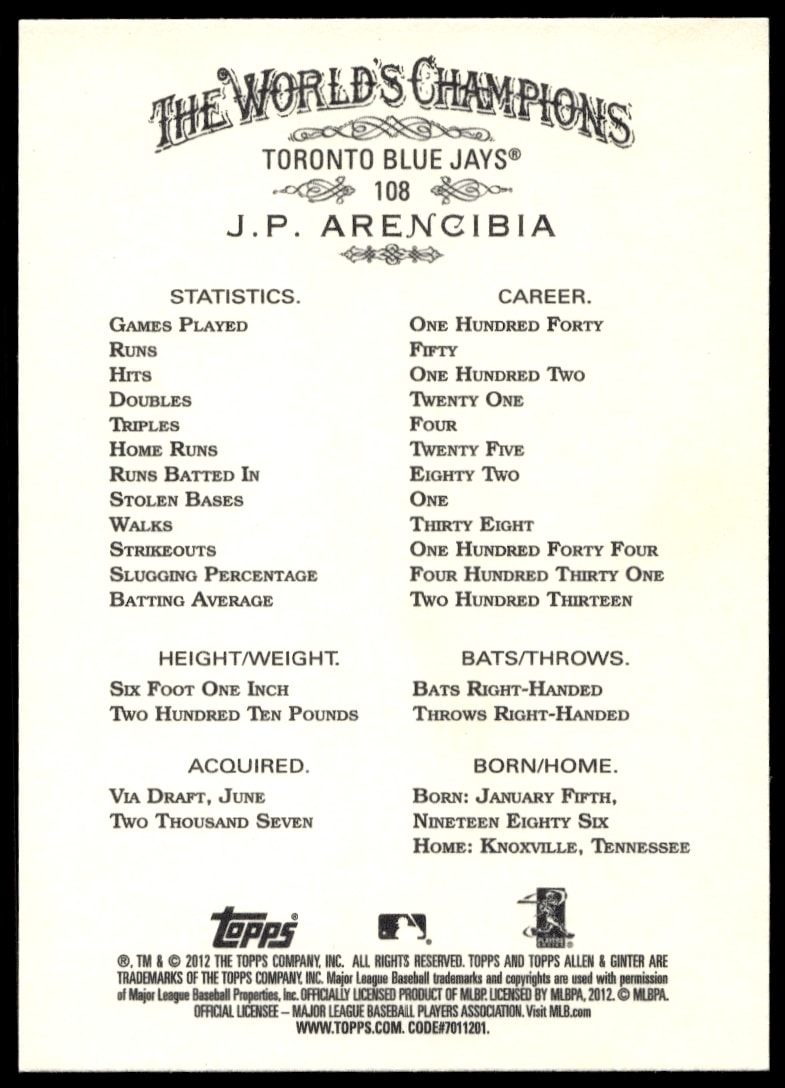 THE WORLD'S CHAMPIONS
TORONTO BLUE JAYS®
108
J.P. ARENCIBIA
STATISTICS.
GAMES PLAYED
RUNS
HITS
DOUBLES
TRIPLES
HOME RUNS
RUNS BATTED IN
STOLEN BASES
WALKS
STRIKEOUTS
SLUGGING PERCENTAGE
BATTING AVERAGE
CAREER.
ONE HUNDRED FORTY
FIFTY
ONE HUNDRED TWO
TWENTY ONE
FOUR
TWENTY FIVE
EIGHTY TWO
ONE
THIRTY EIGHT
ONE HUNDRED FORTY FOUR
FOUR HUNDRED THIRTY ONE
TWO HUNDRED THIRTEEN
HEIGHT/WEIGHT.
SIX FOOT ONE INCH
TWO HUNDRED TEN POUNDS
BATS/THROWS.
BATS RIGHT-HANDED
THROWS RIGHT-HANDED
ACQUIRED.
VIA DRAFT, JUNE
TWO THOUSAND SEVEN
BORN/HOME.
BORN: JANUARY FIFTH,
NINETEEN EIGHTY SIX
HOME: KNOXVILLE, TENNESSEE
Topps®
®, TM & © 2012 THE TOPPS COMPANY, INC. ALL RIGHTS RESERVED. TOPPS AND TOPPS ALLEN & GINTER ARE
TRADEMARKS OF THE TOPPS COMPANY, INC. Major League Baseball trademarks and copyrights are used with permission
of Major League Baseball Properties, Inc. OFFICIALLY LICENSED PRODUCT OF MLBP. LICENSED BY MLBPA, 2012. © MLBPA.
OFFICIAL LICENSEE – MAJOR LEAGUE BASEBALL PLAYERS ASSOCIATION. Visit MLB.com
WWW.TOPPS.COM. CODE#7011201.